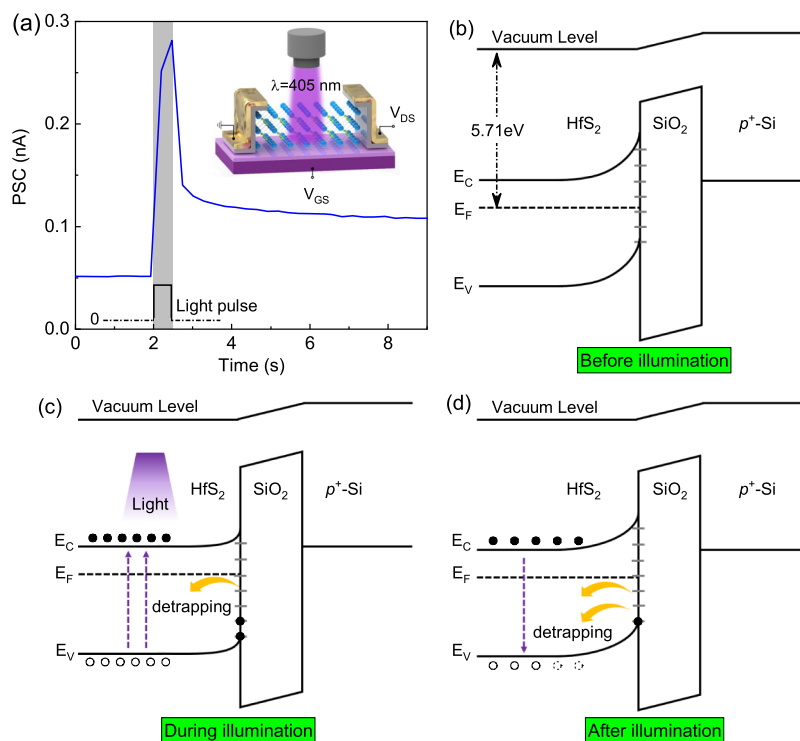 (a)
PSC (nA)
0.3
0.2
0.1
0.0
0
2
4
6
8
Time (s)
0
Light pulse
λ=405 nm
V_DS
V_GS
(b)
Vacuum Level
5.71eV
HfS₂
SiO₂
p⁺-Si
E_C
E_F
E_V
Before illumination
(c)
Vacuum Level
Light
HfS₂
SiO₂
p⁺-Si
E_C
E_F
detrapping
E_V
During illumination
(d)
Vacuum Level
HfS₂
SiO₂
p⁺-Si
E_C
E_F
detrapping
E_V
After illumination